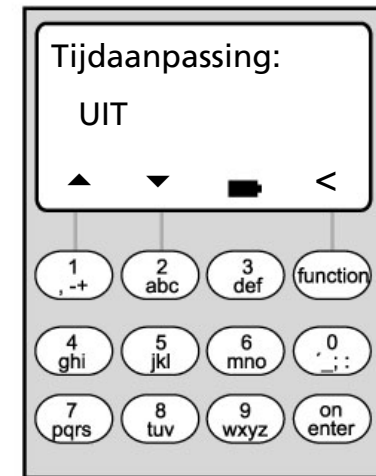 Tijdaanpassing:
UIT
<
1 2 3 function
, -+ abc def
4 5 6 0
ghi jkl mno ´_; :
7 8 9 on
pqrs tuv wxyz enter